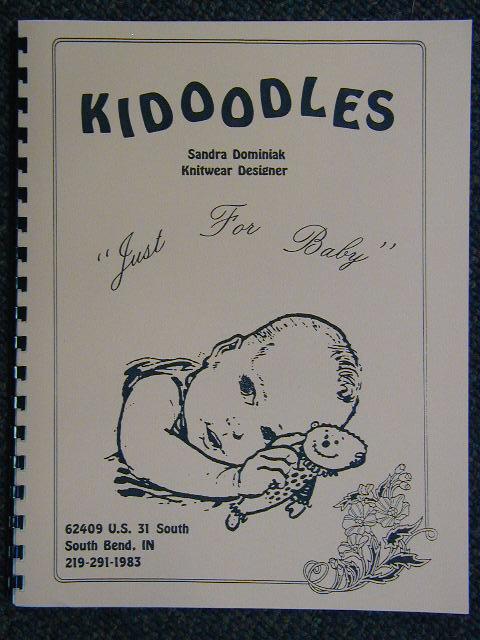 KIDOODLES
Sandra Dominiak
Knitwear Designer
"Just For Baby"
62409 U.S. 31 South
South Bend, IN
219-291-1983